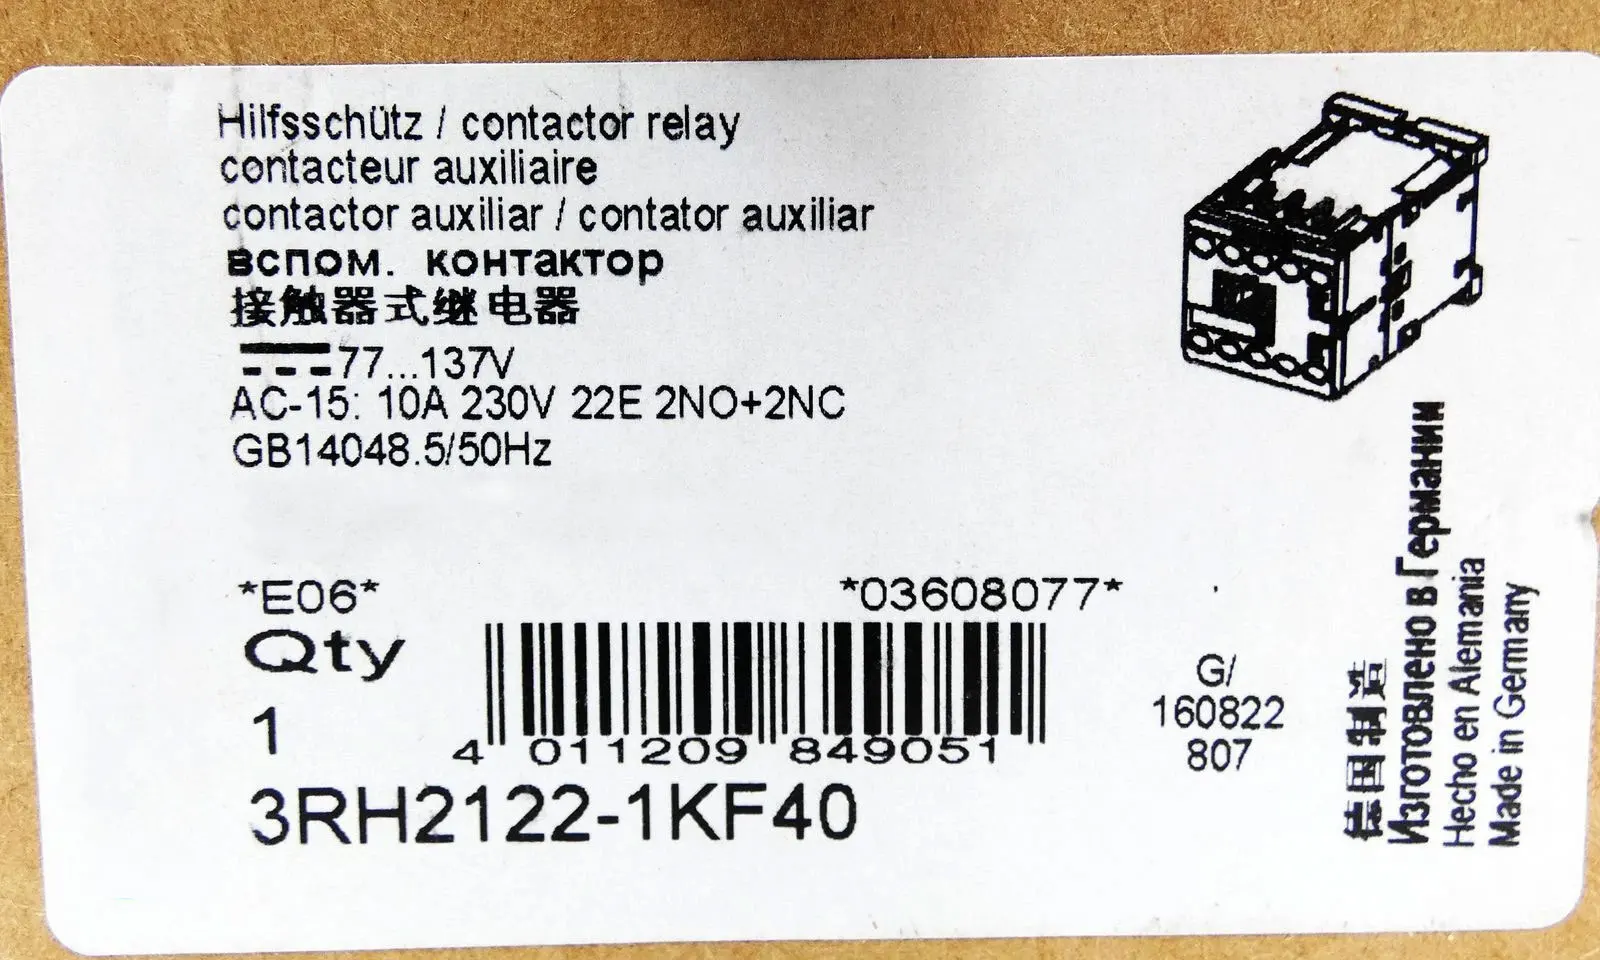 Hilfsschütz / contactor relay
contacteur auxiliaire
contactor auxiliar / contator auxiliar
вспом. контактор
接触器式继电器
77...137V
AC-15: 10A 230V 22E 2NO+2NC
GB14048.5/50Hz
*E06*
*03608077*
Qty
1
4 011209 849051
G/
160822
807
3RH2122-1KF40
德国制造
Изготовлено в Германии
Hecho en Alemania
Made in Germany